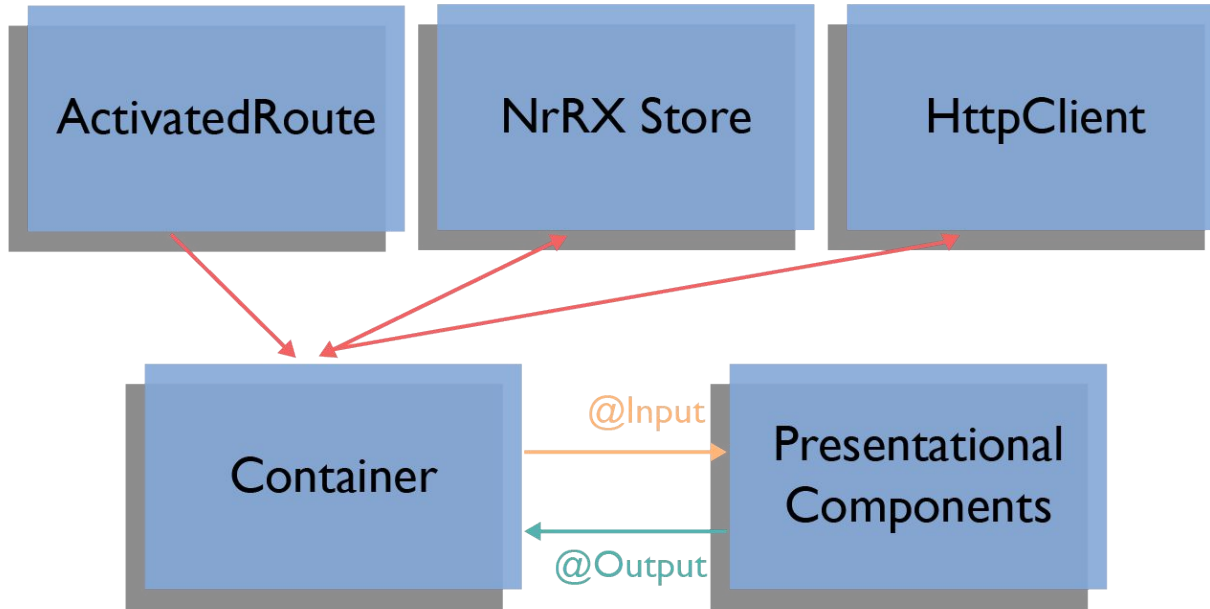 ActivatedRoute
NrRX Store
HttpClient
@Input
Container
Presentational
Components
@Output